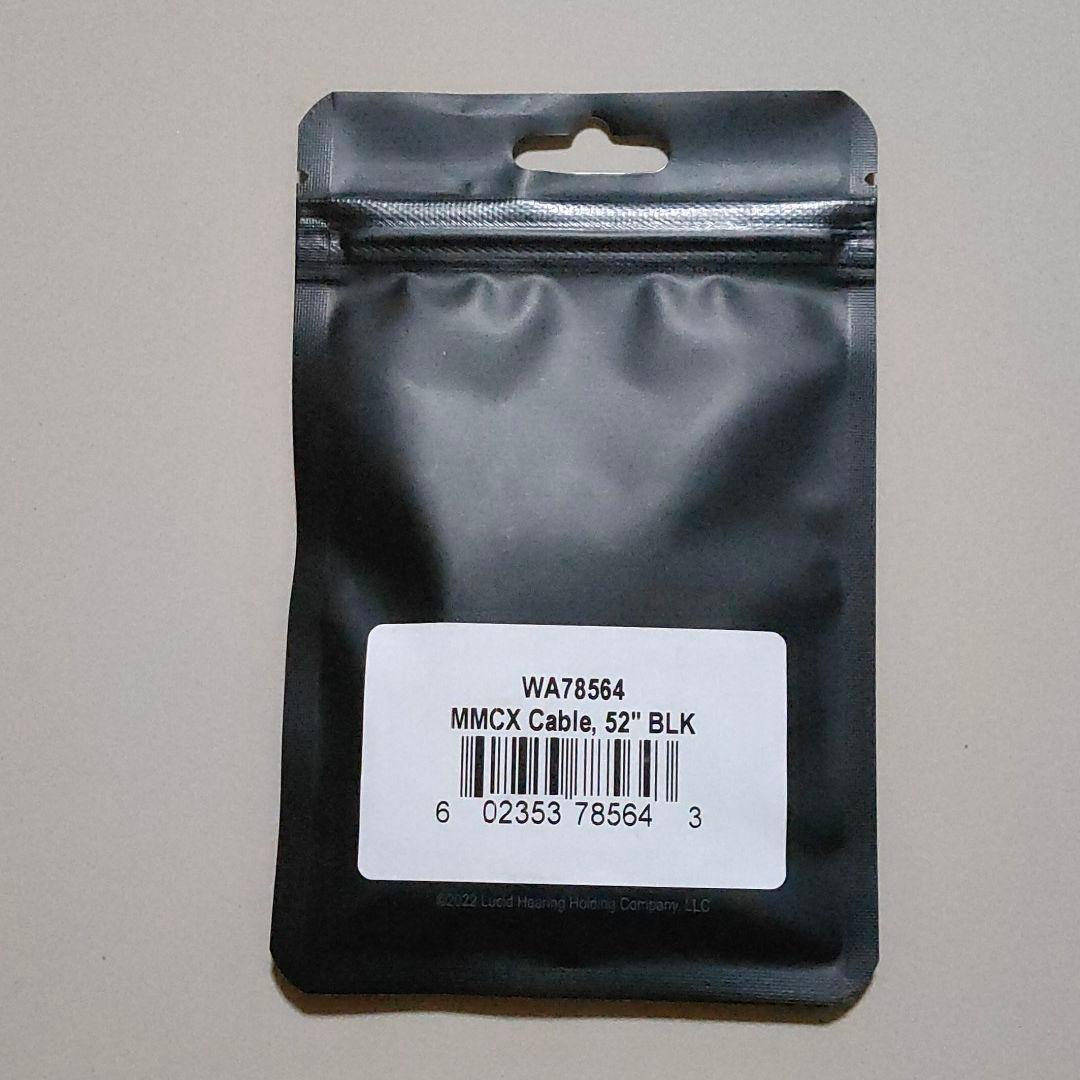 WA78564
MMCX Cable, 52" BLK
6 02353 78564 3
©2022 Lucid Hearing Holding Company, LLC